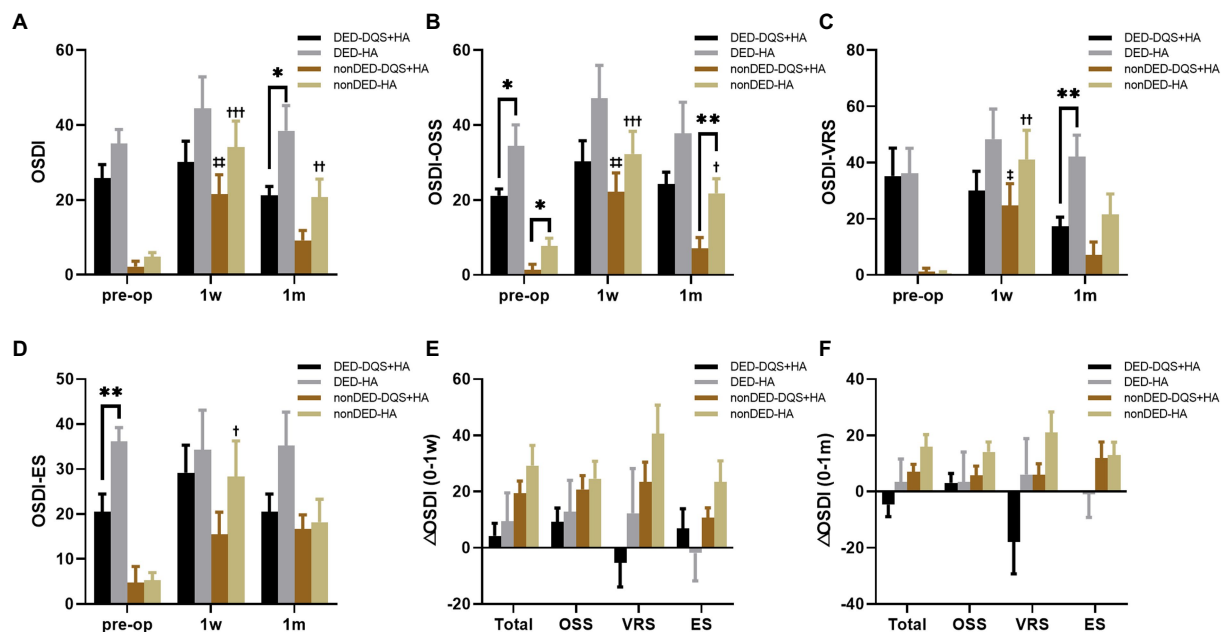 A
OSDI
60
40
20
0
pre-op 1w 1m
DED-DQS+HA
DED-HA
nonDED-DQS+HA
nonDED-HA
*
‡‡
†††
††
B
OSDI-OSS
60
40
20
0
pre-op 1w 1m
DED-DQS+HA
DED-HA
nonDED-DQS+HA
nonDED-HA
*
*
‡‡
†††
**
†
C
OSDI-VRS
80
60
40
20
0
pre-op 1w 1m
DED-DQS+HA
DED-HA
nonDED-DQS+HA
nonDED-HA
‡
††
**
D
OSDI-ES
50
40
30
20
10
0
pre-op 1w 1m
DED-DQS+HA
DED-HA
nonDED-DQS+HA
nonDED-HA
**
†
E
△OSDI (0-1w)
60
40
20
0
-20
Total OSS VRS ES
DED-DQS+HA
DED-HA
nonDED-DQS+HA
nonDED-HA
F
△OSDI (0-1m)
40
20
0
-20
-40
Total OSS VRS ES
DED-DQS+HA
DED-HA
nonDED-DQS+HA
nonDED-HA